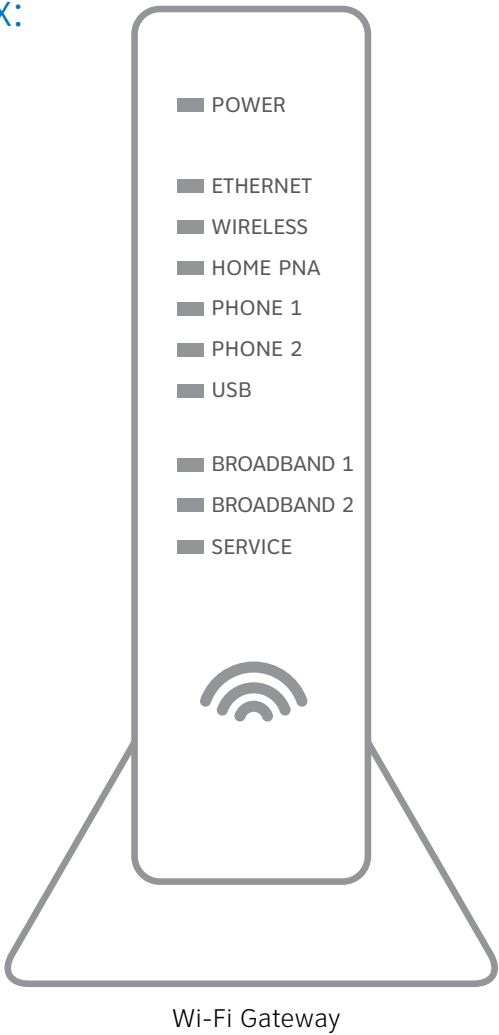 x:
POWER
ETHERNET
WIRELESS
HOME PNA
PHONE 1
PHONE 2
USB
BROADBAND 1
BROADBAND 2
SERVICE
Wi-Fi Gateway